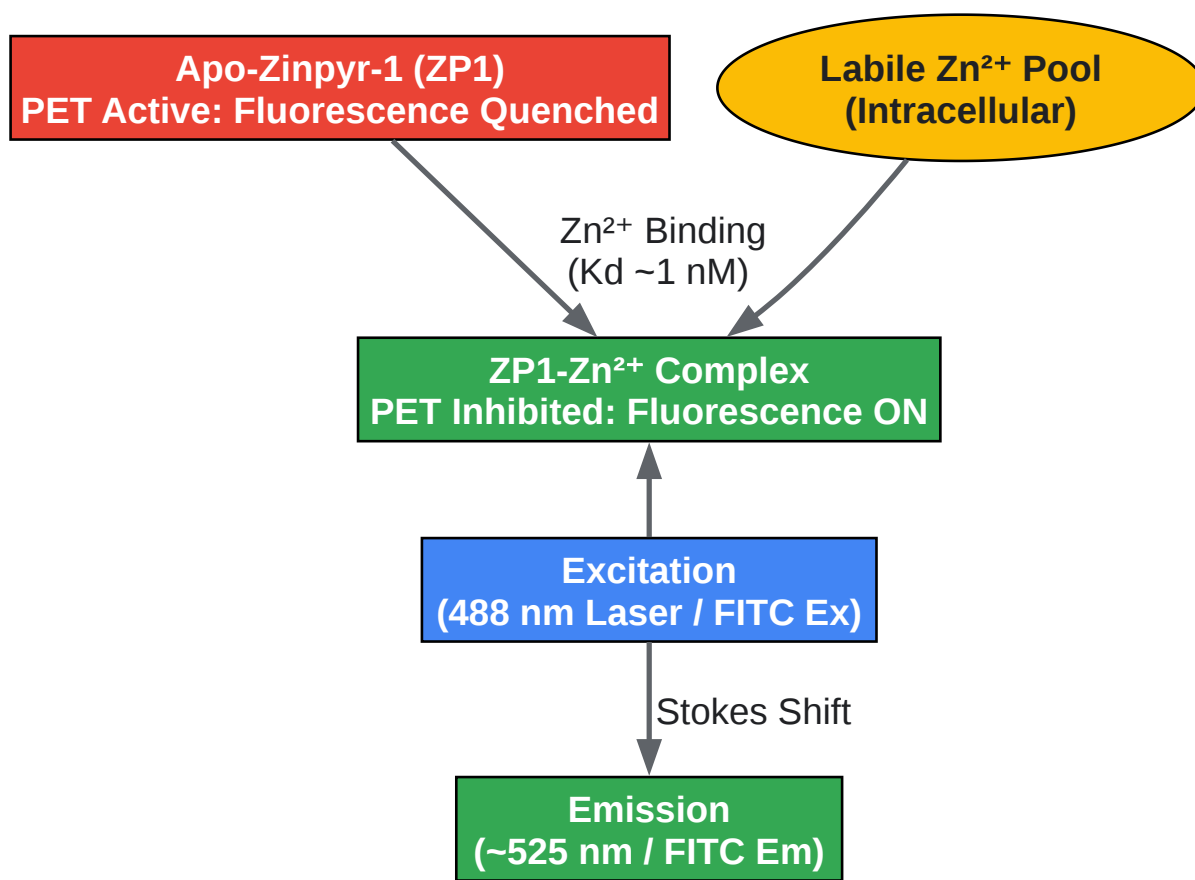 Apo-Zinpyr-1 (ZP1)
PET Active: Fluorescence Quenched
Labile Zn²⁺ Pool
(Intracellular)
Zn²⁺ Binding
(Kd ~1 nM)
ZP1-Zn²⁺ Complex
PET Inhibited: Fluorescence ON
Excitation
(488 nm Laser / FITC Ex)
Stokes Shift
Emission
(~525 nm / FITC Em)